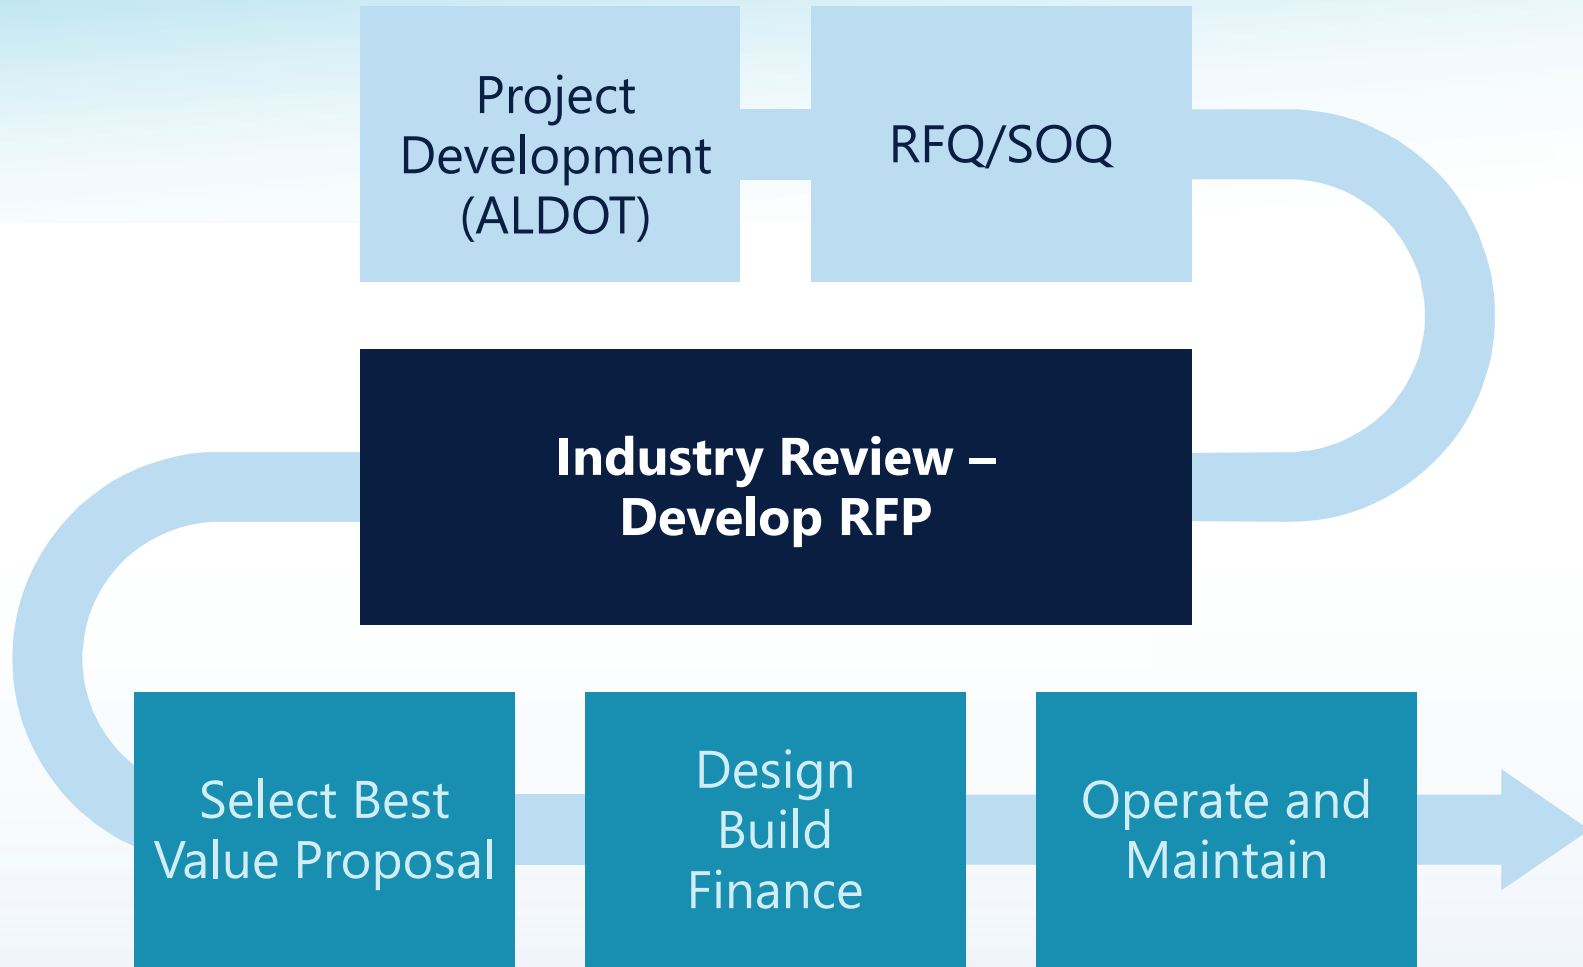 Project
Development
(ALDOT)
RFQ/SOQ
Industry Review –
Develop RFP
Select Best
Value Proposal
Design
Build
Finance
Operate and
Maintain